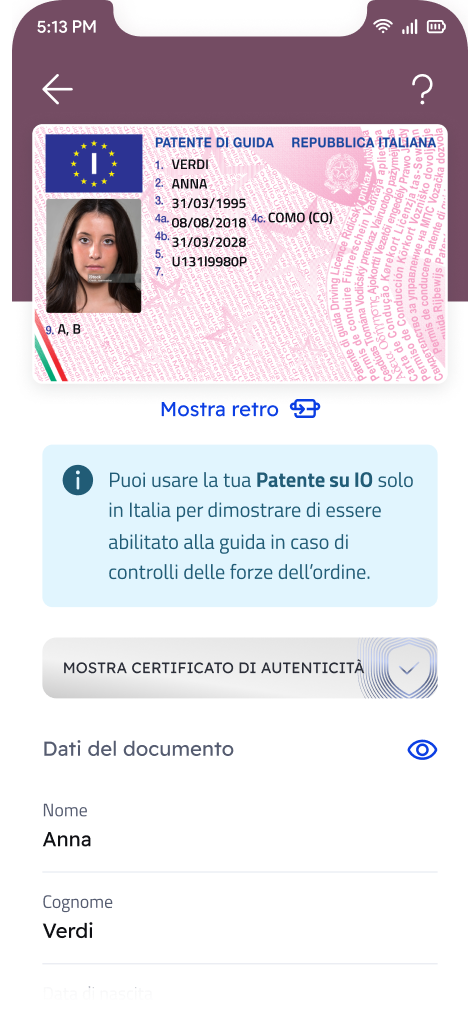 5:13 PM
PATENTE DI GUIDA REPUBBLICA ITALIANA
I
1. VERDI
2. ANNA
3. 31/03/1995
4a. 08/08/2018 4c. COMO (CO)
4b. 31/03/2028
5. U131I9980P
7.
9. A, B
Mostra retro
Puoi usare la tua Patente su IO solo
in Italia per dimostrare di essere
abilitato alla guida in caso di
controlli delle forze dell’ordine.
MOSTRA CERTIFICATO DI AUTENTICITÀ
Dati del documento
Nome
Anna
Cognome
Verdi
Data di nascita